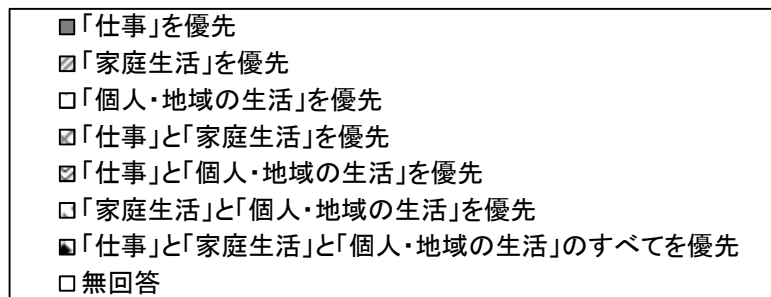 「仕事」を優先
「家庭生活」を優先
「個人・地域の生活」を優先
「仕事」と「家庭生活」を優先
「仕事」と「個人・地域の生活」を優先
「家庭生活」と「個人・地域の生活」を優先
「仕事」と「家庭生活」と「個人・地域の生活」のすべてを優先
無回答